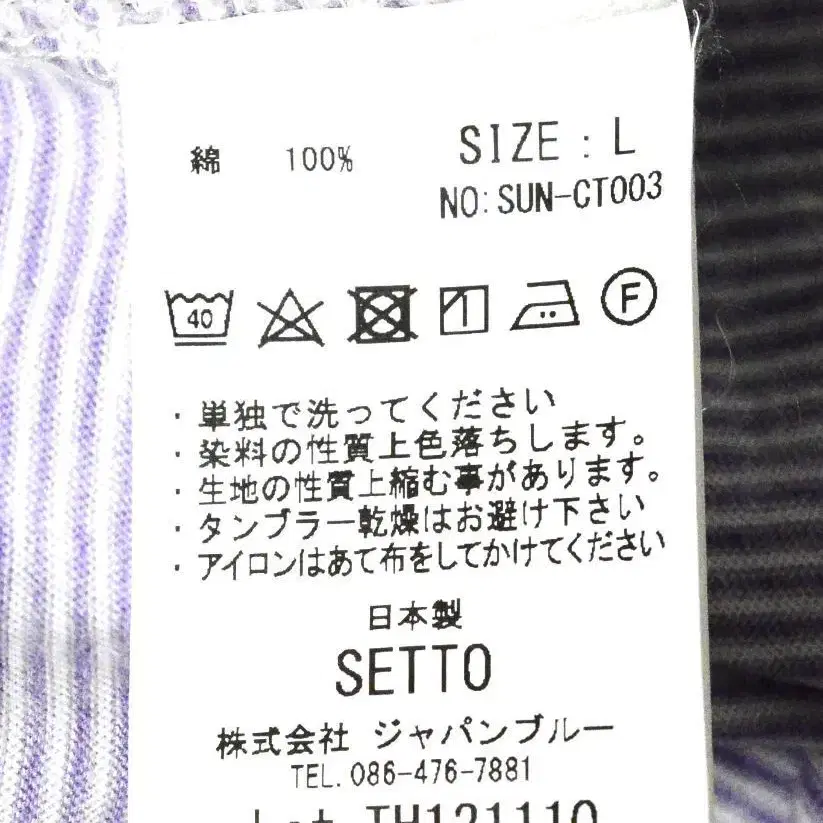 綿 100% SIZE : L
NO:SUN-CT003
40 F
・単独で洗ってください
・染料の性質上色落ちします。
・生地の性質上縮む事があります。
・タンブラー乾燥はお避け下さい
・アイロンはあて布をしてかけてください
日本製
SETTO
株式会社 ジャパンブルー
TEL.086-476-7881
Lot TH121110